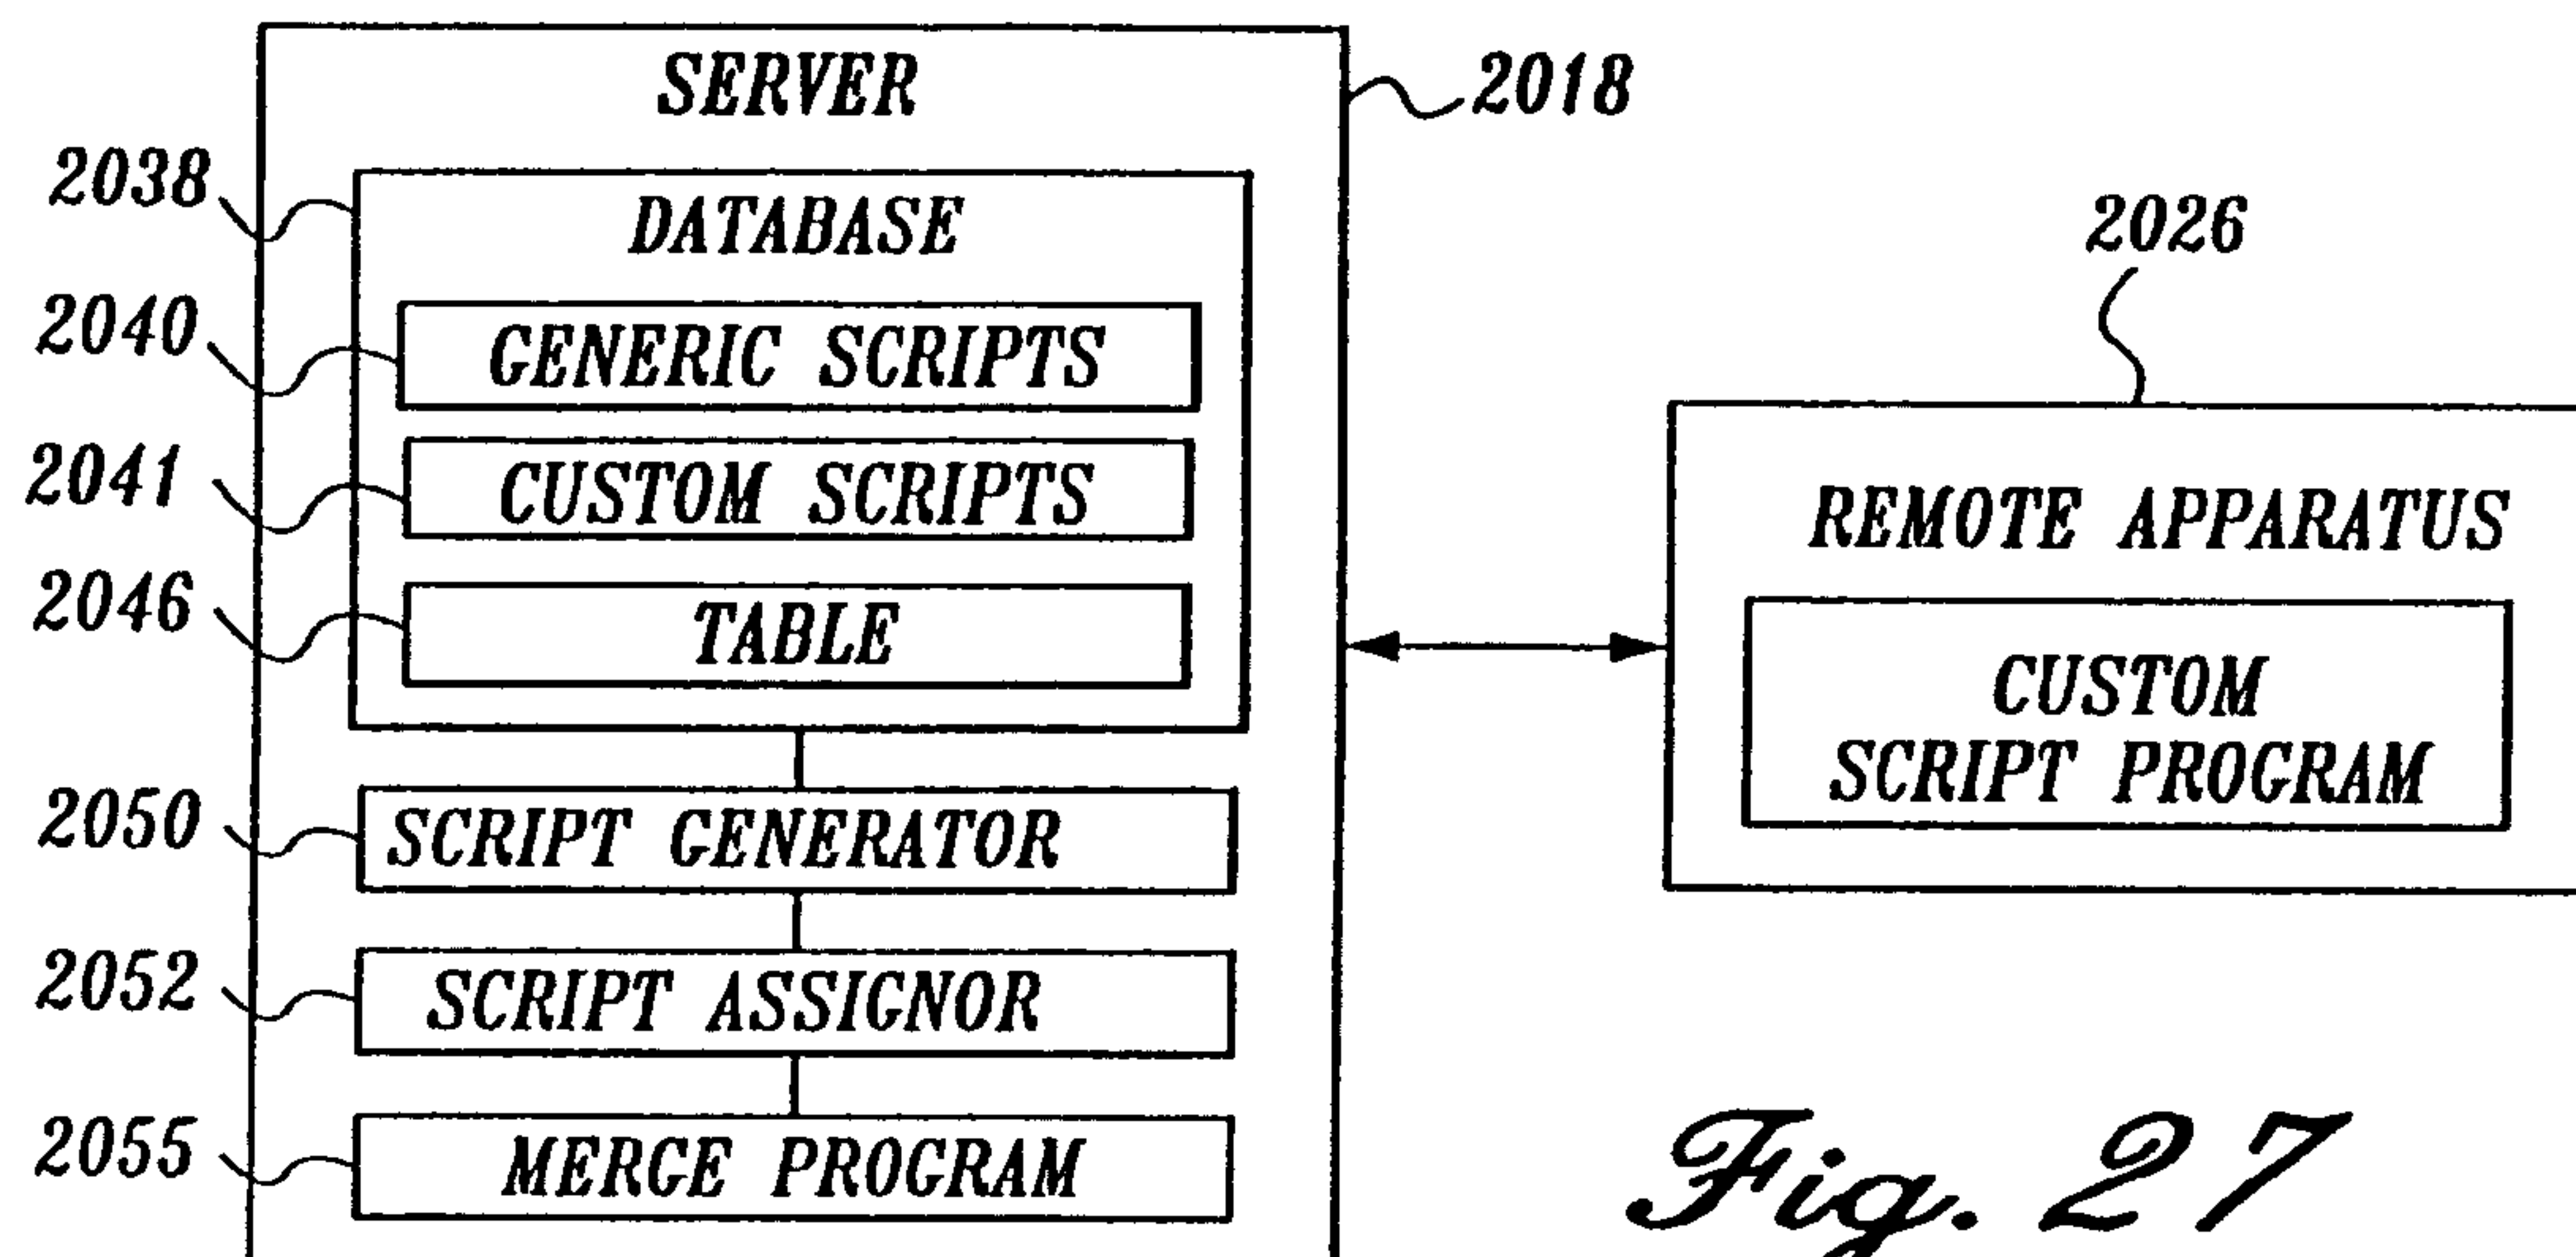 SERVER
2018
2038
DATABASE
2026
2040
GENERIC SCRIPTS
2041
CUSTOM SCRIPTS
REMOTE APPARATUS
2046
TABLE
CUSTOM
SCRIPT PROGRAM
2050
SCRIPT GENERATOR
2052
SCRIPT ASSIGNOR
2055
MERGE PROGRAM
Fig. 27